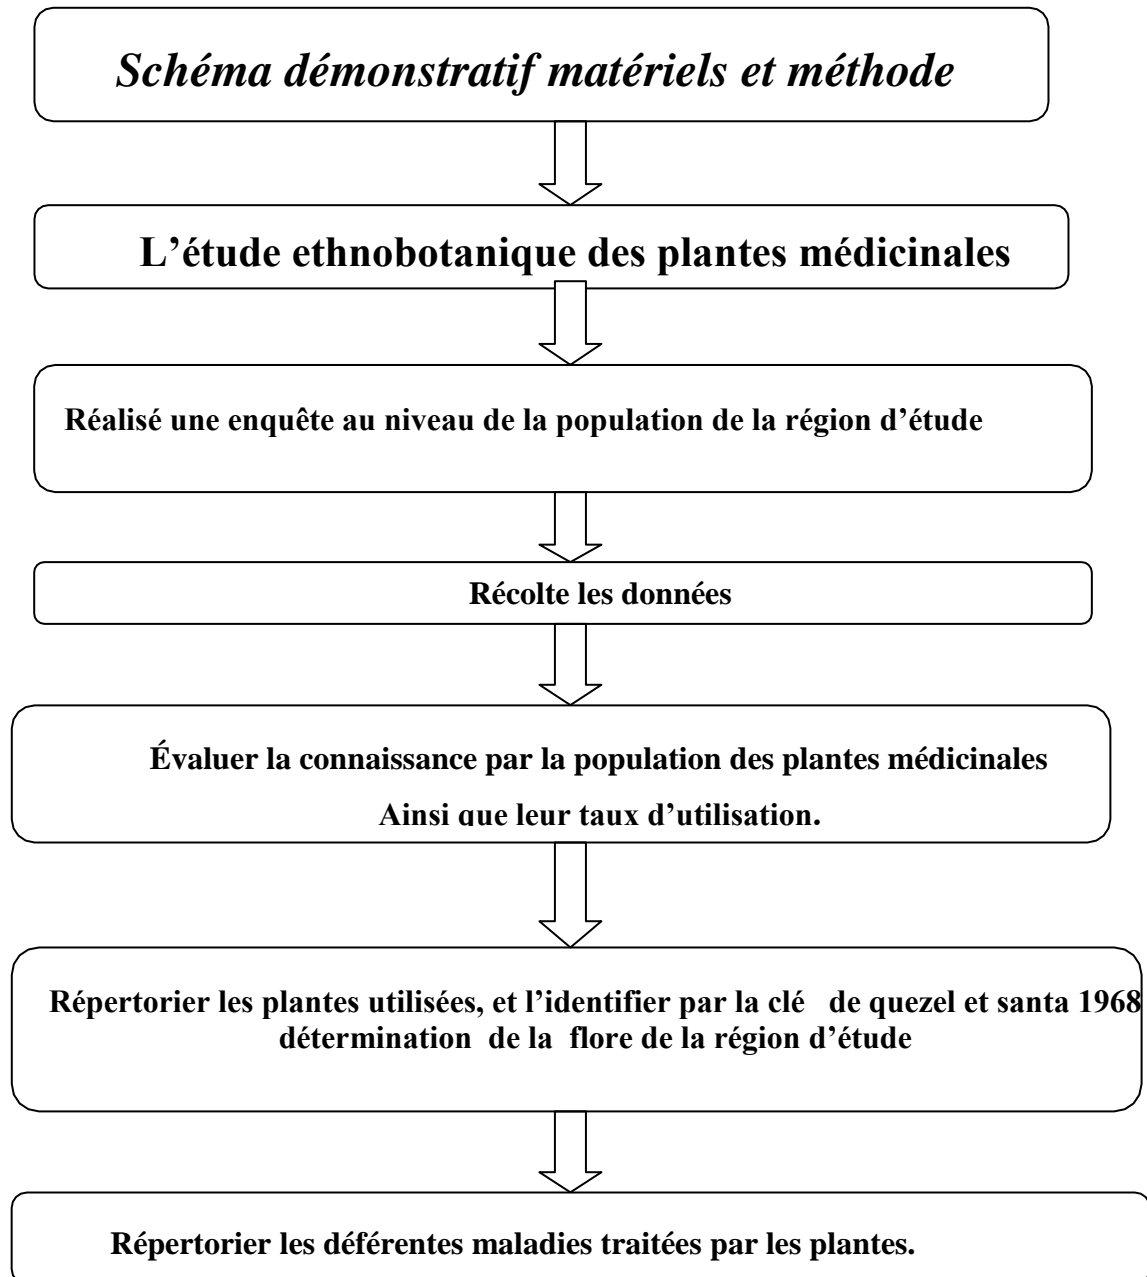 Schéma démonstratif matériels et méthode
L’étude ethnobotanique des plantes médicinales
Réalisé une enquête au niveau de la population de la région d’étude
Récolte les données
Évaluer la connaissance par la population des plantes médicinales
Ainsi que leur taux d’utilisation.
Répertorier les plantes utilisées, et l’identifier par la clé de quezel et santa 1968
détermination de la flore de la région d’étude
Répertorier les déférentes maladies traitées par les plantes.